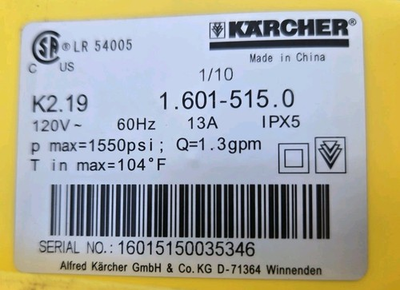 KÄRCHER
® LR 54005
C US
Made in China
1/10
K2.19 1.601-515.0
120V~ 60Hz 13A IPX5
p max=1550psi; Q=1.3gpm
T in max=104°F
SERIAL NO.: 16015150035346
Alfred Kärcher GmbH & Co. KG D-71364 Winnenden